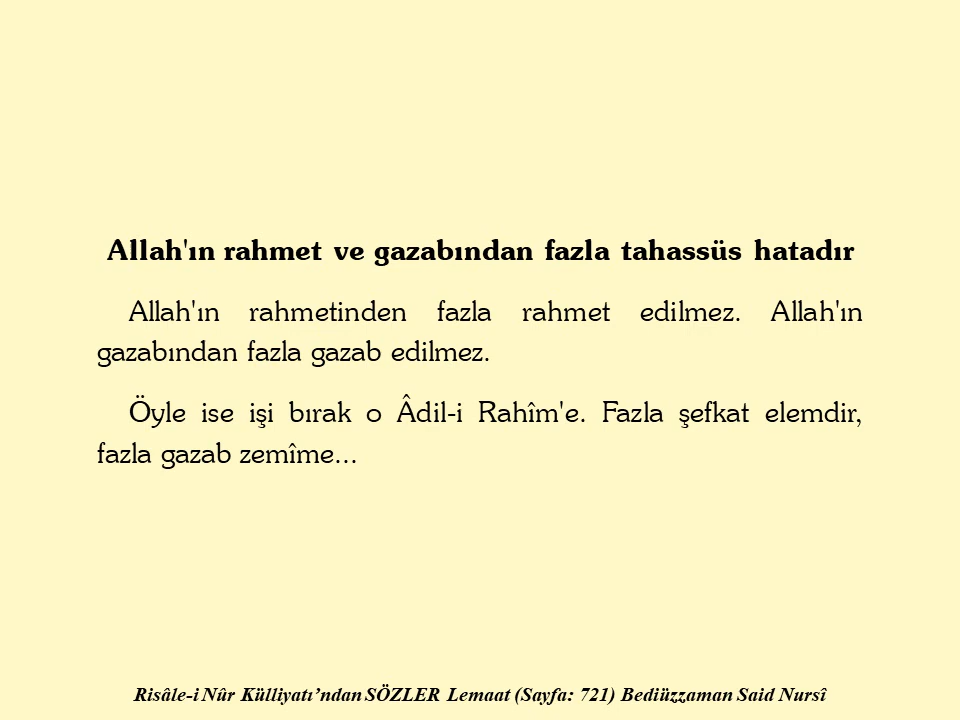 Allah'ın rahmet ve gazabından fazla tahassüs hatadır
Allah'ın rahmetinden fazla rahmet edilmez. Allah'ın
gazabından fazla gazab edilmez.
Öyle ise işi bırak o Âdil-i Rahîm'e. Fazla şefkat elemdir,
fazla gazab zemîme...
Risâle-i Nûr Külliyatı’ndan SÖZLER Lemaat (Sayfa: 721) Bediüzzaman Said Nursî